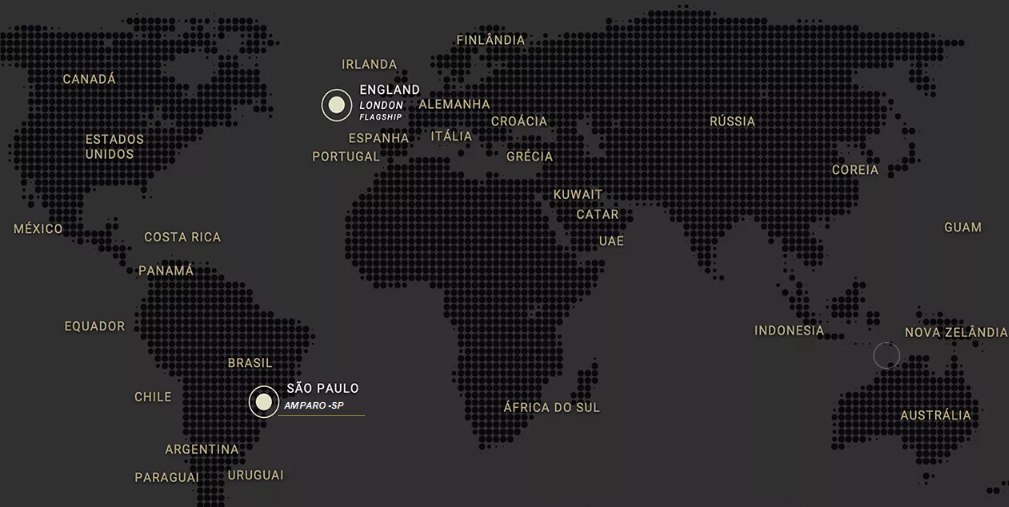 FINLÂNDIA
IRLANDA
CANADÁ
ENGLAND
LONDON
FLAGSHIP
ALEMANHA
CROÁCIA
RÚSSIA
ESTADOS
UNIDOS
ESPANHA
ITÁLIA
PORTUGAL
GRÉCIA
COREIA
KUWAIT
CATAR
MÉXICO
GUAM
COSTA RICA
UAE
PANAMÁ
EQUADOR
INDONESIA
NOVA ZELÂNDIA
BRASIL
SÃO PAULO
CHILE
AMPARO -SP
ÁFRICA DO SUL
AUSTRÁLIA
ARGENTINA
PARAGUAI
URUGUAI